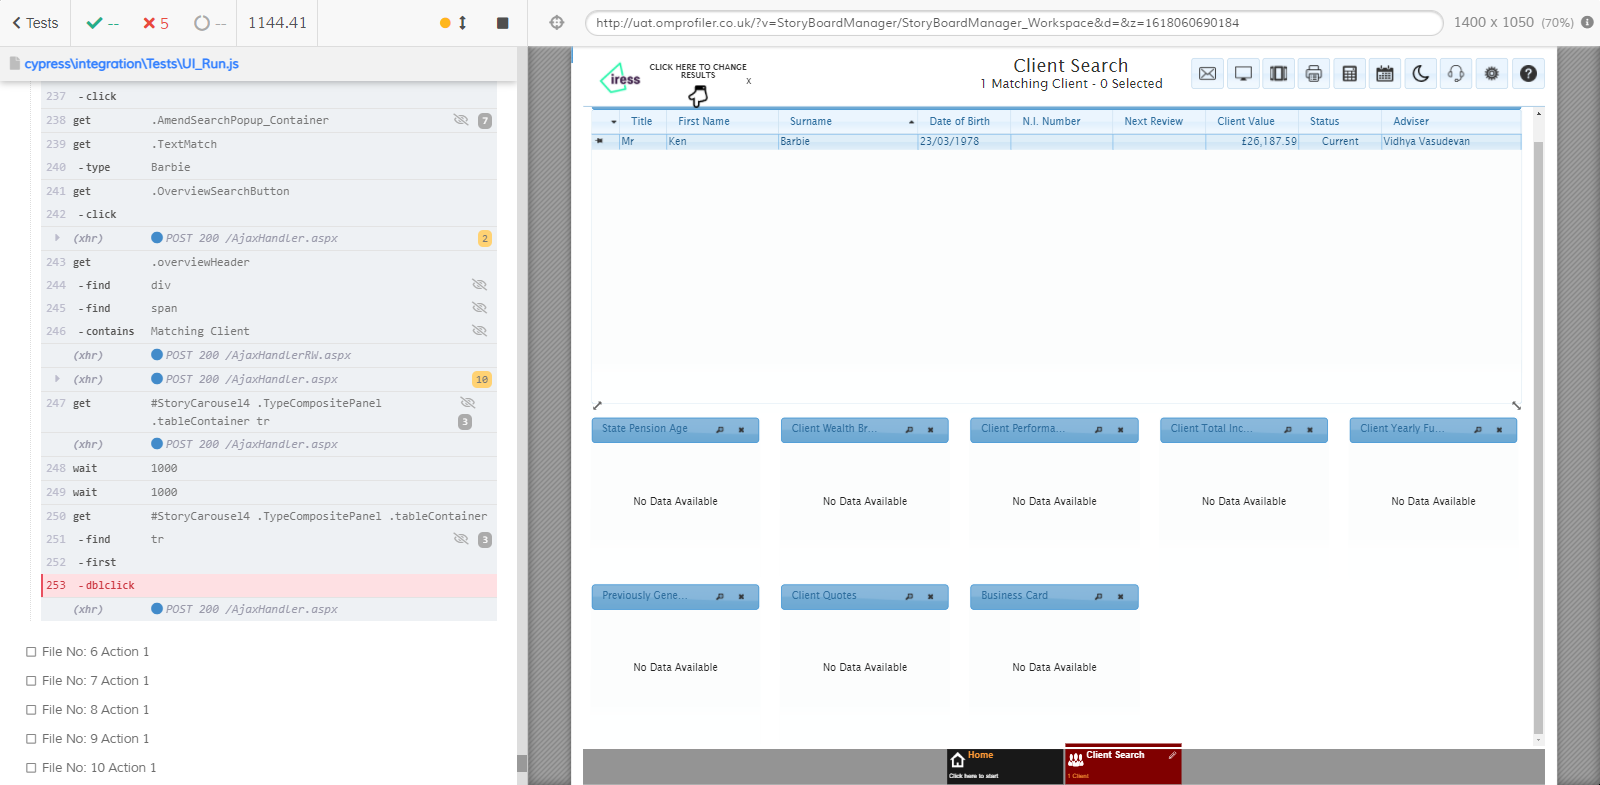 Tests
--
5
--
1144.41
http://uat.omprofiler.co.uk/?v=StoryBoardManager/StoryBoardManager_Workspace&d=&z=1618060690184
1400 x 1050 (70%)
cypress\integration\Tests\UI_Run.js
237 -click
238 get .AmendSearchPopup_Container 7
239 get .TextMatch
240 -type Barbie
241 get .OverviewSearchButton
242 -click
(xhr) POST 200 /AjaxHandler.aspx 2
243 get .overviewHeader
244 -find div
245 -find span
246 -contains Matching Client
(xhr) POST 200 /AjaxHandlerRW.aspx
(xhr) POST 200 /AjaxHandler.aspx 10
247 get #StoryCarousel4 .TypeCompositePanel
.tableContainer tr 3
(xhr) POST 200 /AjaxHandler.aspx
248 wait 1000
249 wait 1000
250 get #StoryCarousel4 .TypeCompositePanel .tableContainer
251 -find tr 3
252 -first
253 -dblclick
(xhr) POST 200 /AjaxHandler.aspx
File No: 6 Action 1
File No: 7 Action 1
File No: 8 Action 1
File No: 9 Action 1
File No: 10 Action 1
iress
CLICK HERE TO CHANGE
RESULTS
X
Client Search
1 Matching Client - 0 Selected
Title First Name Surname Date of Birth N.I. Number Next Review Client Value Status Adviser
Mr Ken Barbie 23/03/1978 £26,187.59 Current Vidhya Vasudevan
State Pension Age Client Wealth Br... Client Performa... Client Total Inc... Client Yearly Fu...
No Data Available No Data Available No Data Available No Data Available No Data Available
Previously Gene... Client Quotes Business Card
No Data Available No Data Available No Data Available
Home
Click here to start
Client Search
1 Client